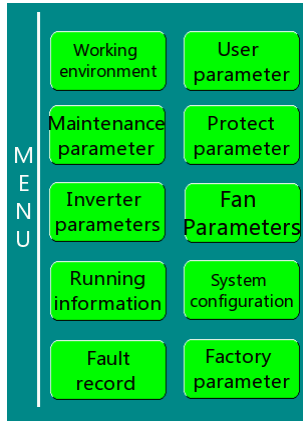 MENU
Working
environment
User
parameter
Maintenance
parameter
Protect
parameter
Inverter
parameters
Fan
Parameters
Running
information
System
configuration
Fault
record
Factory
parameter